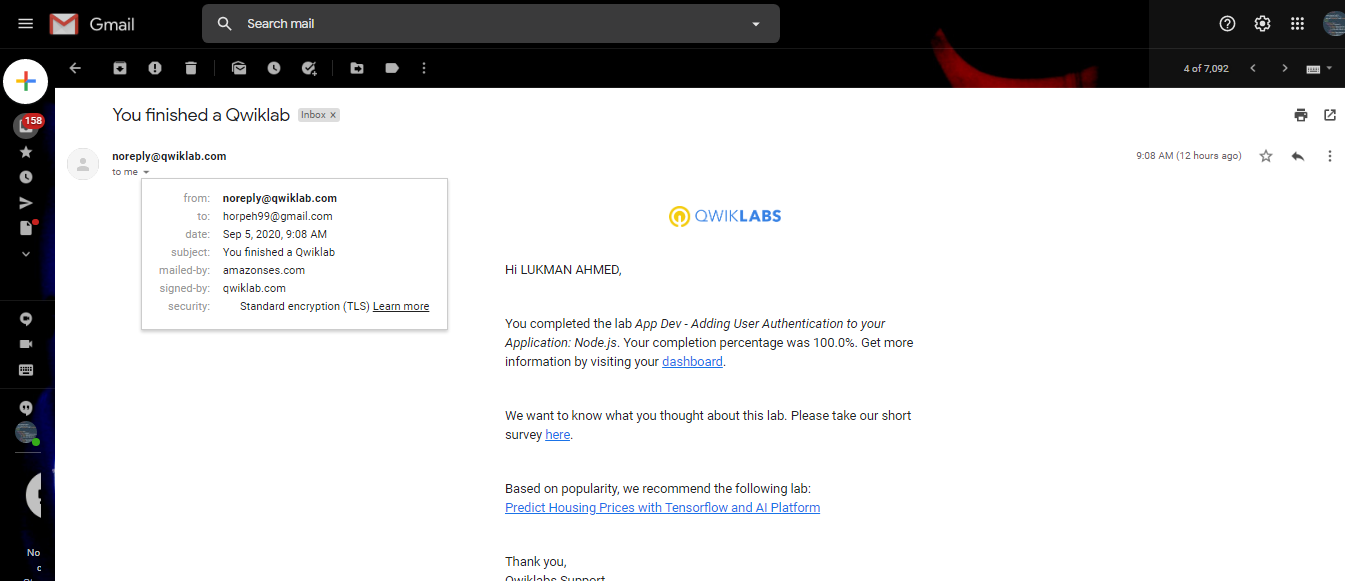 Gmail
Search mail
4 of 7,092
158
You finished a Qwiklab
Inbox x
noreply@qwiklab.com
9:08 AM (12 hours ago)
to me
from: noreply@qwiklab.com
to: horpeh99@gmail.com
date: Sep 5, 2020, 9:08 AM
subject: You finished a Qwiklab
mailed-by: amazonses.com
signed-by: qwiklab.com
security: Standard encryption (TLS) Learn more
QWIKLABS
Hi LUKMAN AHMED,
You completed the lab App Dev - Adding User Authentication to your
Application: Node.js. Your completion percentage was 100.0%. Get more
information by visiting your dashboard.
We want to know what you thought about this lab. Please take our short
survey here.
Based on popularity, we recommend the following lab:
Predict Housing Prices with Tensorflow and AI Platform
Thank you,
Qwiklabs Support
No
c